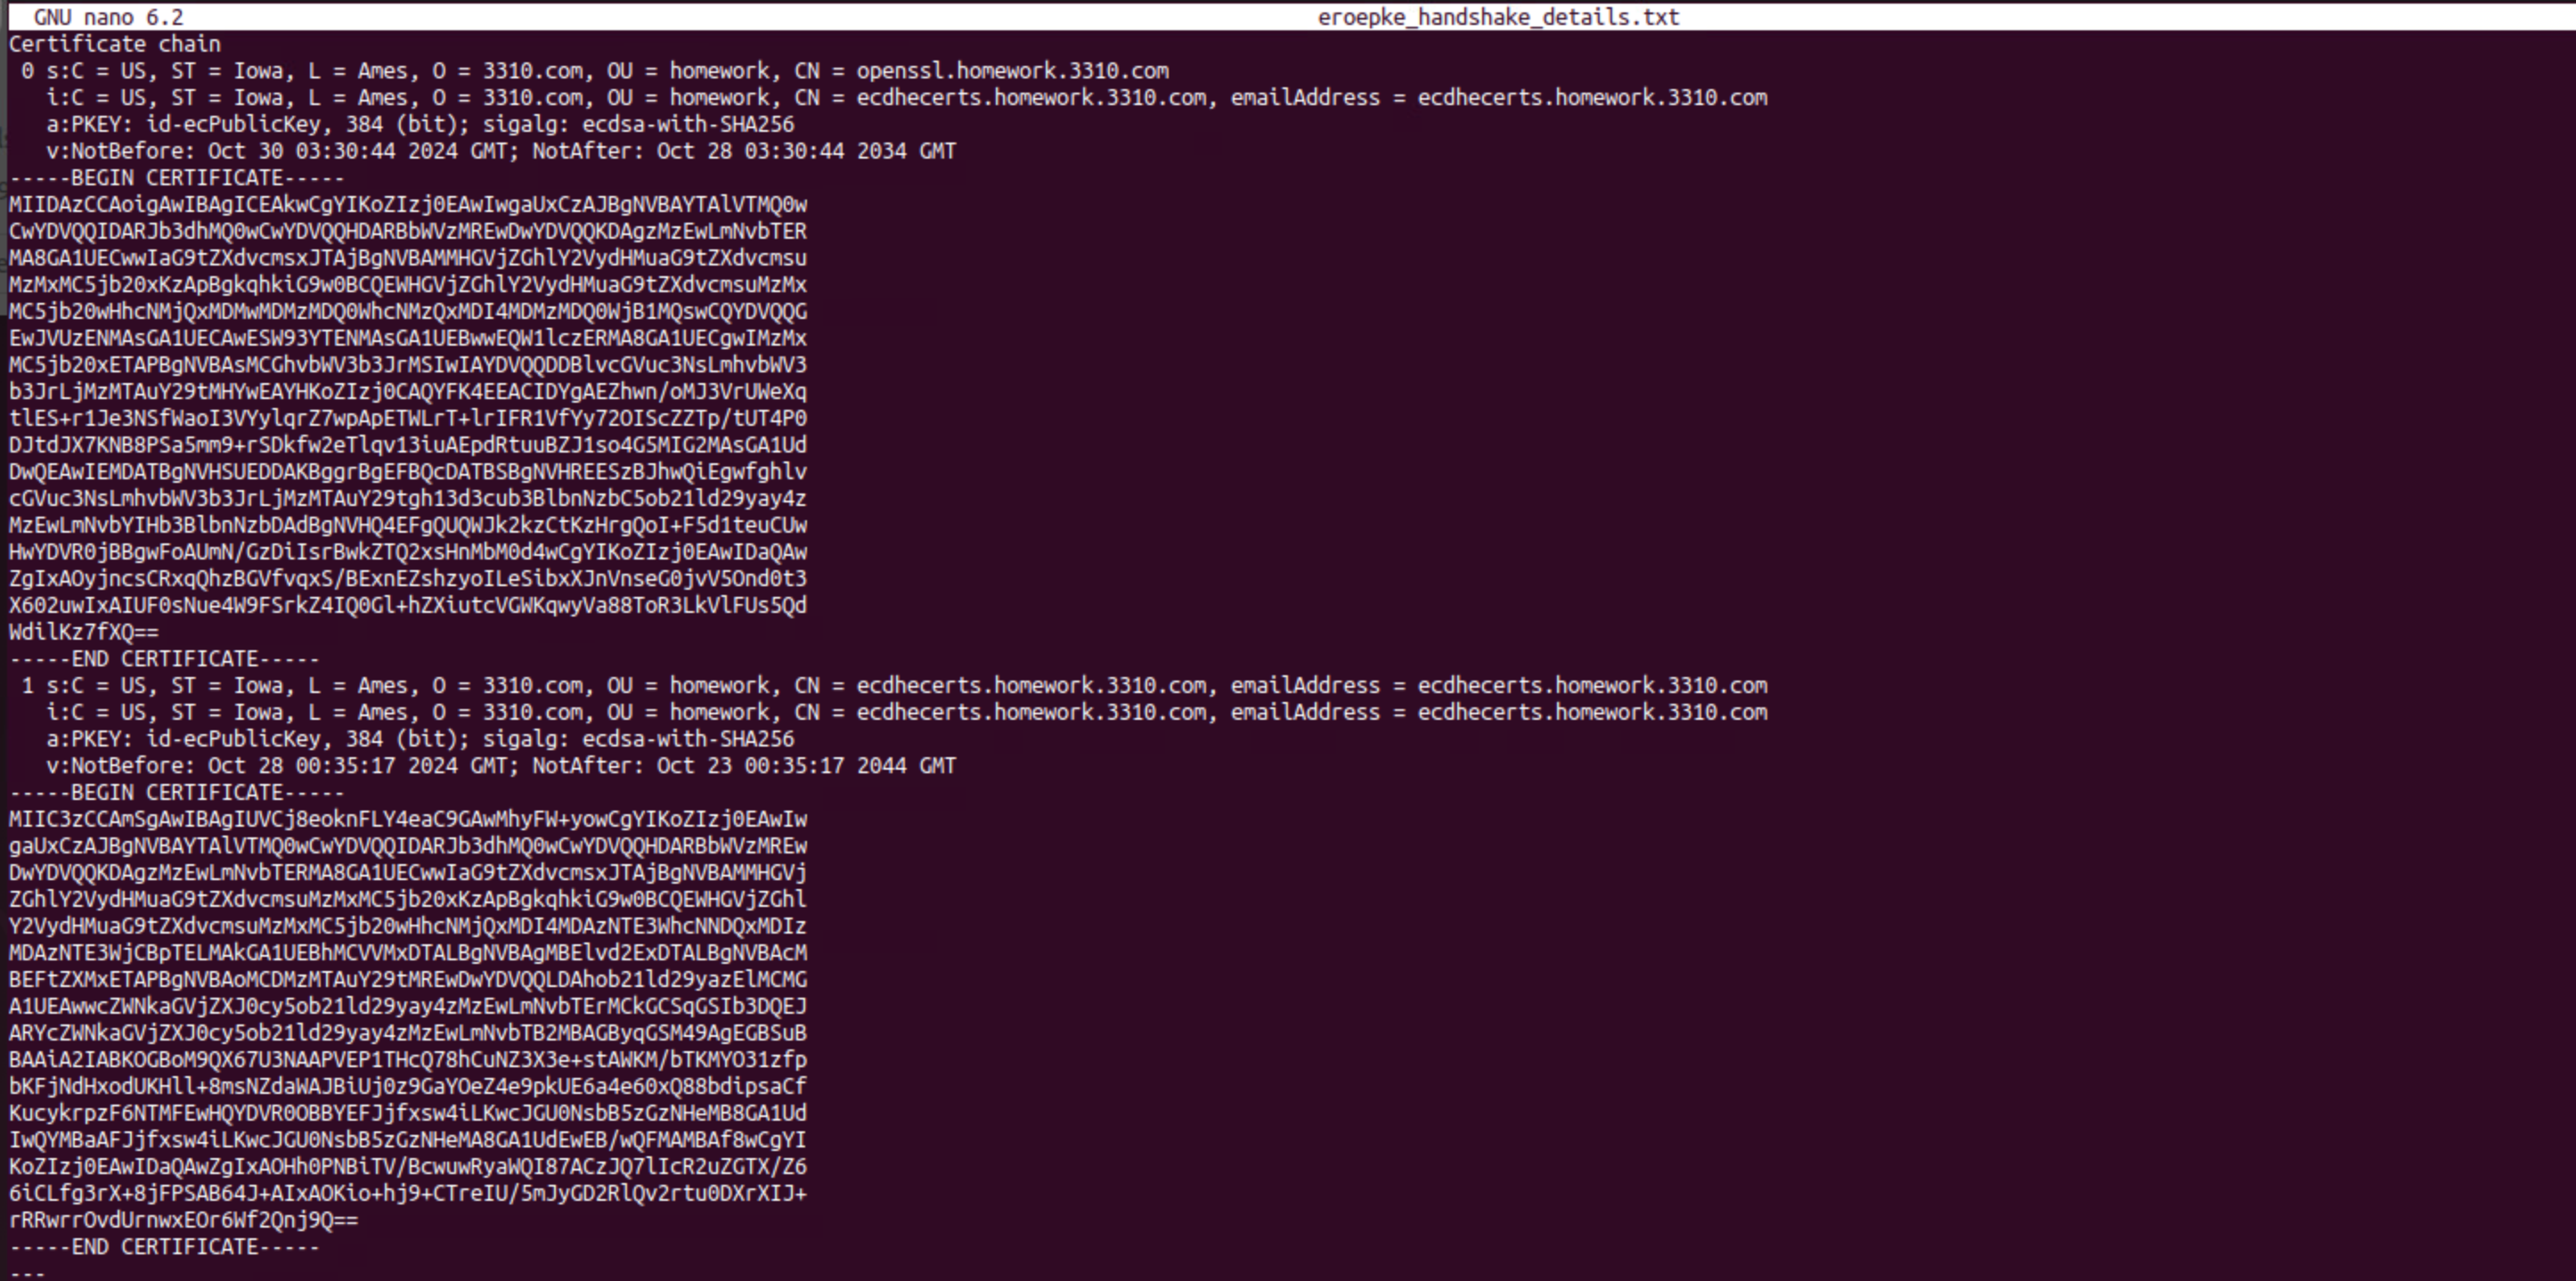 GNU nano 6.2 eroepke_handshake_details.txt
Certificate chain
0 s:C = US, ST = Iowa, L = Ames, O = 3310.com, OU = homework, CN = openssl.homework.3310.com
i:C = US, ST = Iowa, L = Ames, O = 3310.com, OU = homework, CN = ecdhecerts.homework.3310.com, emailAddress = ecdhecerts.homework.3310.com
a:PKEY: id-ecPublicKey, 384 (bit); sigalg: ecdsa-with-SHA256
v:NotBefore: Oct 30 03:30:44 2024 GMT; NotAfter: Oct 28 03:30:44 2034 GMT
-----BEGIN CERTIFICATE-----
MIIDAzCCAoigAwIBAgICEAkwCgYIKoZIzj0EAwIwgaUxCzAJBgNVBAYTAlVTMQ0w
CwYDVQQIDARJb3dhMQ0wCwYDVQQHDARBbWVzMREwDwYDVQQKDAgzMzEwLmNvbTER
MA8GA1UECwwIaG9tZXdvcmsxJTAjBgNVBAMMHGVjZGhlY2VydHMuaG9tZXdvcmsu
MzMxMC5jb20xKzApBgkqhkiG9w0BCQEWHGVjZGhlY2VydHMuaG9tZXdvcmsuMzMx
MC5jb20wHhcNMjQxMDMwMDMzMDQ0WhcNMzQxMDI4MDMzMDQ0WjB1MQswCQYDVQQG
EwJVUzENMAsGA1UECAwESW93YTENMAsGA1UEBwwEQW1lczERMA8GA1UECgwIMzMx
MC5jb20xETAPBgNVBAsMCGhvbWV3b3JrMSIwIAYDVQQDDBlvcGVuc3NsLmhvbWV3
b3JrLjMzMTAuY29tMHYwEAYHKoZIzj0CAQYFK4EEACIDYgAEZhwn/oMJ3VrUWeXq
tlES+r1Je3NSfWaoI3VYylqrZ7wpApETWLrT+lrIFR1VfYy72OIScZZTp/tUT4P0
DJtdJX7KNB8PSa5mm9+rSDkfw2eTlqv13iuAEpdRtuuBZJ1so4G5MIG2MAsGA1Ud
DwQEAwIEMDATBgNVHSUEDDAKBggrBgEFBQcDATBSBgNVHREESzBJhwQiEgwfghlv
cGVuc3NsLmhvbWV3b3JrLjMzMTAuY29tgh13d3cub3BlbnNzbC5ob21ld29yay4z
MzEwLmNvbYIHb3BlbnNzbDAdBgNVHQ4EFgQUQWJk2kzCtKzHrgQoI+F5d1teuCUw
HwYDVR0jBBgwFoAUmN/GzDiIsrBwkZTQ2xsHnMbM0d4wCgYIKoZIzj0EAwIDaQAw
ZgIxAOyjncsCRxqQhzBGVfvqxS/BExnEZshzyoILeSibxXJnVnseG0jvV5Ond0t3
X602uwIxAIUF0sNue4W9FSrkZ4IQ0Gl+hZXiutcVGWKqwyVa88ToR3LkVlFUs5Qd
WdilKz7fXQ==
-----END CERTIFICATE-----
1 s:C = US, ST = Iowa, L = Ames, O = 3310.com, OU = homework, CN = ecdhecerts.homework.3310.com, emailAddress = ecdhecerts.homework.3310.com
i:C = US, ST = Iowa, L = Ames, O = 3310.com, OU = homework, CN = ecdhecerts.homework.3310.com, emailAddress = ecdhecerts.homework.3310.com
a:PKEY: id-ecPublicKey, 384 (bit); sigalg: ecdsa-with-SHA256
v:NotBefore: Oct 28 00:35:17 2024 GMT; NotAfter: Oct 23 00:35:17 2044 GMT
-----BEGIN CERTIFICATE-----
MIIC3zCCAmSgAwIBAgIUVCj8eoknFLY4eaC9GAwMhyFW+yowCgYIKoZIzj0EAwIw
gaUxCzAJBgNVBAYTAlVTMQ0wCwYDVQQIDARJb3dhMQ0wCwYDVQQHDARBbWVzMREw
DwYDVQQKDAgzMzEwLmNvbTERMA8GA1UECwwIaG9tZXdvcmsxJTAjBgNVBAMMHGVj
ZGhlY2VydHMuaG9tZXdvcmsuMzMxMC5jb20xKzApBgkqhkiG9w0BCQEWHGVjZGhl
Y2VydHMuaG9tZXdvcmsuMzMxMC5jb20wHhcNMjQxMDI4MDAzNTE3WhcNNDQxMDIz
MDAzNTE3WjCBpTELMAkGA1UEBhMCVVMxDTALBgNVBAgMBElvd2ExDTALBgNVBAcM
BEFtZXMxETAPBgNVBAoMCDMzMTAuY29tMREwDwYDVQQLDAhob21ld29yazElMCMG
A1UEAwwcZWNkaGVjZXJ0cy5ob21ld29yay4zMzEwLmNvbTErMCkGCSqGSIb3DQEJ
ARYcZWNkaGVjZXJ0cy5ob21ld29yay4zMzEwLmNvbTB2MBAGByqGSM49AgEGBSuB
BAAiA2IABKOGBoM9QX67U3NAAPVEP1THcQ78hCuNZ3X3e+stAWKM/bTKMYO31zfp
bKFjNdHxodUKHll+8msNZdaWAJBiUj0z9GaYOeZ4e9pkUE6a4e60xQ88bdipsaCf
KucykrpzF6NTMFEwHQYDVR0OBBYEFJjfxsw4iLKwcJGU0NsbB5zGzNHeMB8GA1Ud
IwQYMBaAFJjfxsw4iLKwcJGU0NsbB5zGzNHeMA8GA1UdEwEB/wQFMAMBAf8wCgYI
KoZIzj0EAwIDaQAwZgIxAOHh0PNBiTV/BcwuwRyaWQI87ACzJQ7lIcR2uZGTX/Z6
6iCLfg3rX+8jFPSAB64J+AIxAOKio+hj9+CTreIU/5mJyGD2RlQv2rtu0DXrXIJ+
rRRwrrOvdUrnwxEOr6Wf2Qnj9Q==
-----END CERTIFICATE-----
---